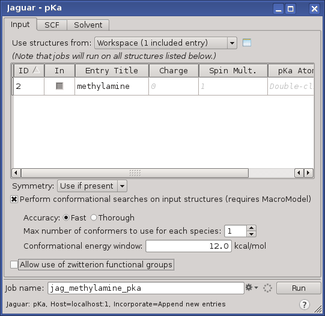 Jaguar - pKa
Input SCF Solvent
Use structures from: Workspace (1 included entry)
(Note that jobs will run on all structures listed below.)
ID In Entry Title Charge Spin Mult. pKa Atom
2 methylamine 0 1 Double-cl
Symmetry: Use if present
Perform conformational searches on input structures (requires MacroModel)
Accuracy: Fast Thorough
Max number of conformers to use for each species: 1
Conformational energy window: 12.0 kcal/mol
Allow use of zwitterion functional groups
Job name: jag_methylamine_pka Run
Jaguar: pKa, Host=localhost:1, Incorporate=Append new entries